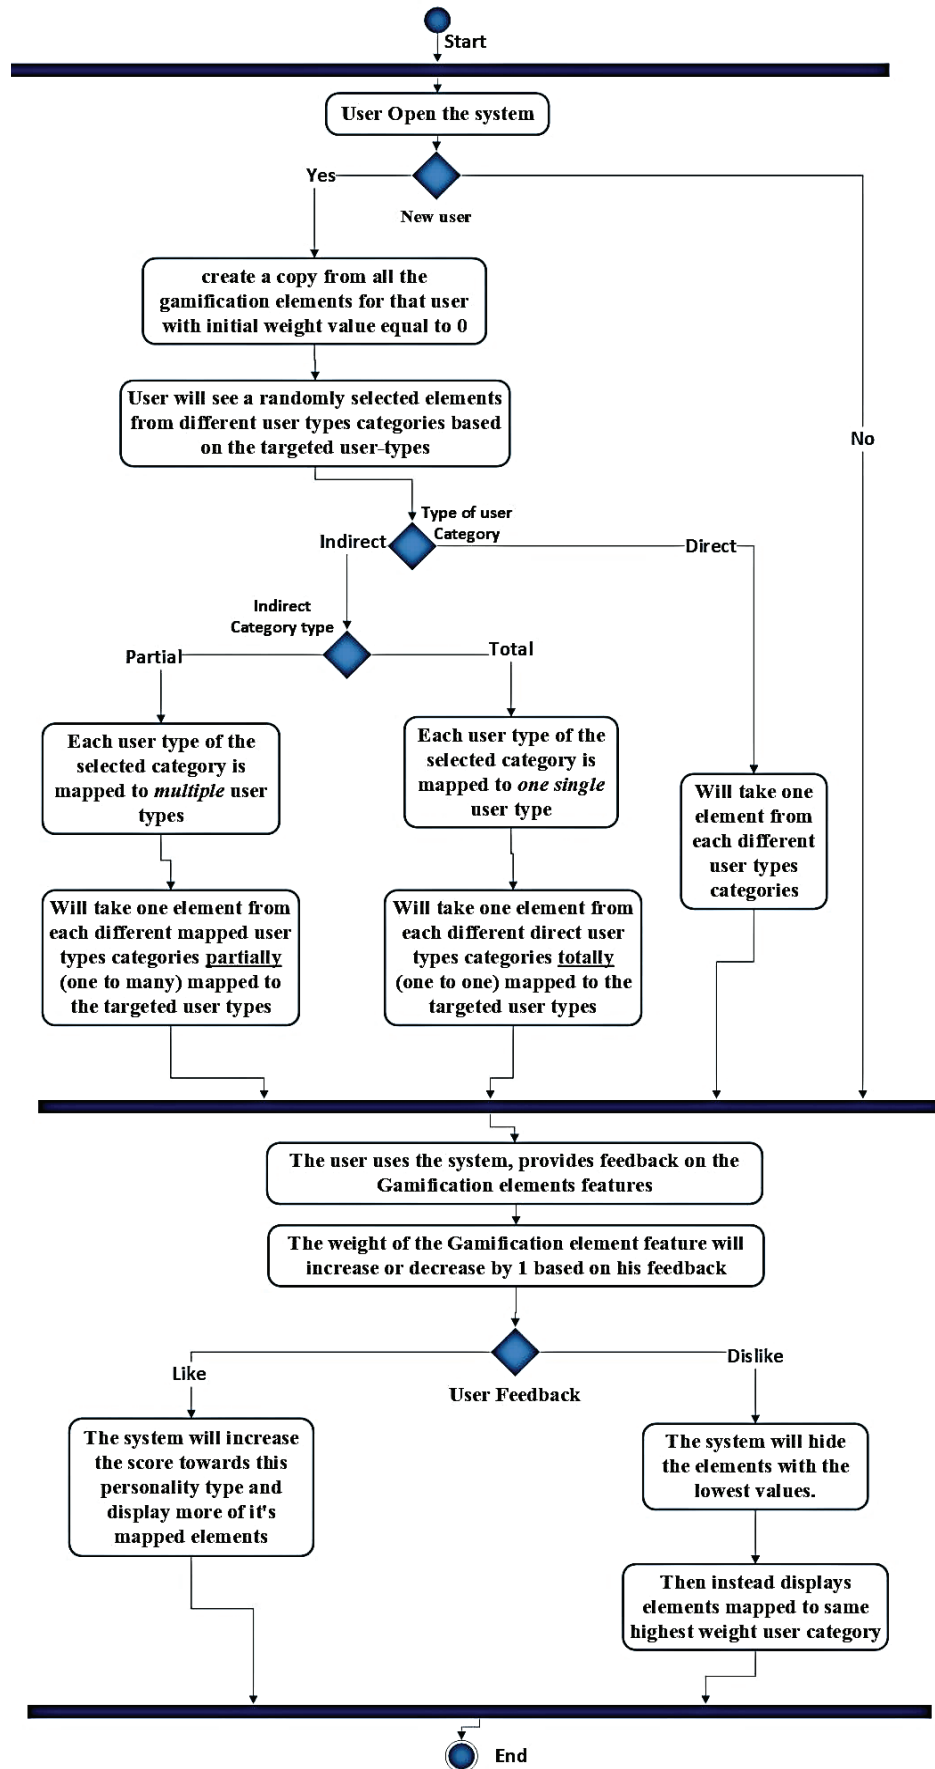 Start
User Open the system
Yes
New user
create a copy from all the
gamification elements for that user
with initial weight value equal to 0
User will see a randomly selected elements
from different user types categories based
on the targeted user-types
No
Type of user
Category
Indirect
Direct
Indirect
Category type
Partial
Total
Each user type of the
selected category is
mapped to multiple user
types
Each user type of the
selected category is
mapped to one single
user type
Will take one
element from
each different
user types
categories
Will take one element from
each different mapped user
types categories partially
(one to many) mapped to
the targeted user types
Will take one element from
each different direct user
types categories totally
(one to one) mapped to the
targeted user types
The user uses the system, provides feedback on the
Gamification elements features
The weight of the Gamification element feature will
increase or decrease by 1 based on his feedback
Like
Dislike
User Feedback
The system will increase
the score towards this
personality type and
display more of it's
mapped elements
The system will hide
the elements with the
lowest values.
Then instead displays
elements mapped to same
highest weight user category
End